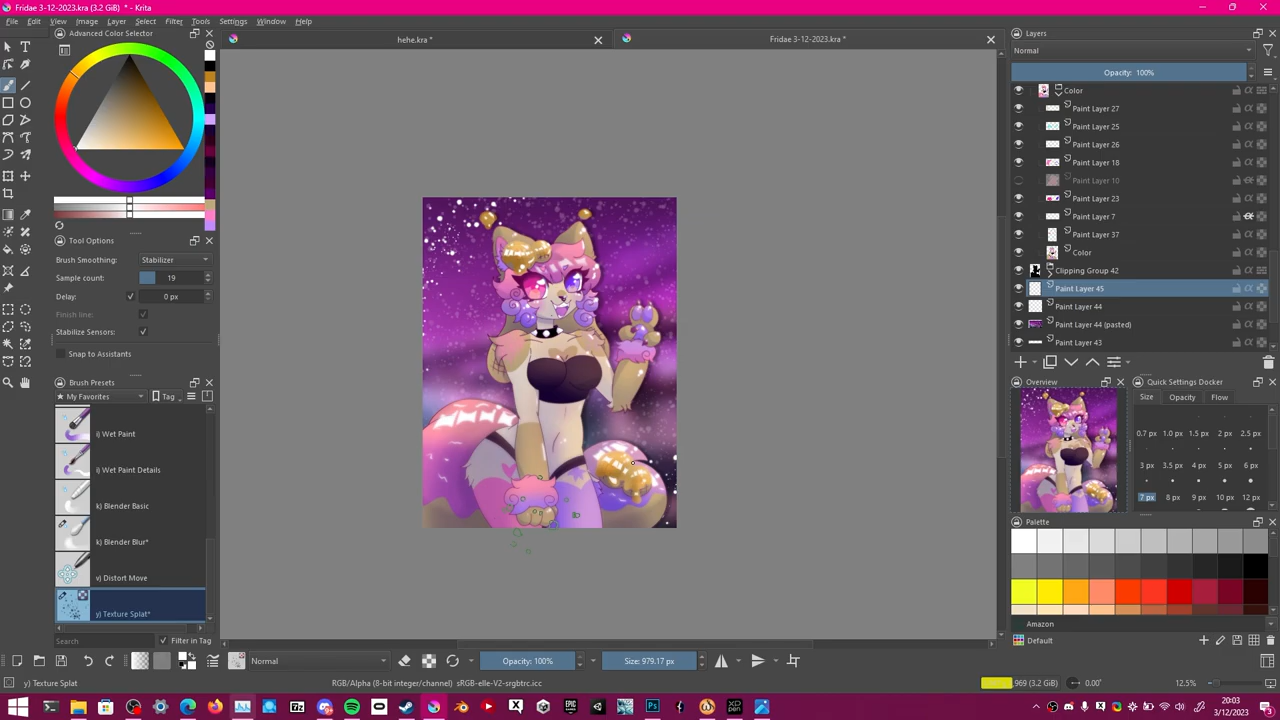 Fridae 3-12-2023.kra (3.2 GiB) * — Krita
File Edit View Image Layer Select Filter Tools Settings Window Help
Advanced Color Selector
hehe.kra *
Fridae 3-12-2023.kra *
Layers
Normal
Opacity: 100%
Color
Paint Layer 27
Paint Layer 25
Paint Layer 26
Paint Layer 18
Paint Layer 10
Paint Layer 23
Paint Layer 7
Paint Layer 37
Color
Clipping Group 42
Paint Layer 45
Paint Layer 44
Paint Layer 44 (pasted)
Paint Layer 43
Tool Options
Brush Smoothing: Stabilizer
Sample count: 19
Delay: 0 px
Finish line:
Stabilize Sensors:
Snap to Assistants
Brush Presets
My Favorites Tag
i) Wet Paint
i) Wet Paint Details
k) Blender Basic
k) Blender Blur*
v) Distort Move
y) Texture Splat*
Search Filter in Tag
Overview
Quick Settings Docker
Size Opacity Flow
0.7 px 1.0 px 1.5 px 2 px 2.5 px
3 px 3.5 px 4 px 5 px 6 px
7 px 8 px 9 px 10 px 12 px
Palette
Amazon
Default
Normal Opacity: 100% Size: 979.17 px
y) Texture Splat RGB/Alpha (8-bit integer/channel) sRGB-elle-V2-srgbtrc.icc 969 (3.2 GiB) 0.00° 12.5%
20:03
3/12/2023